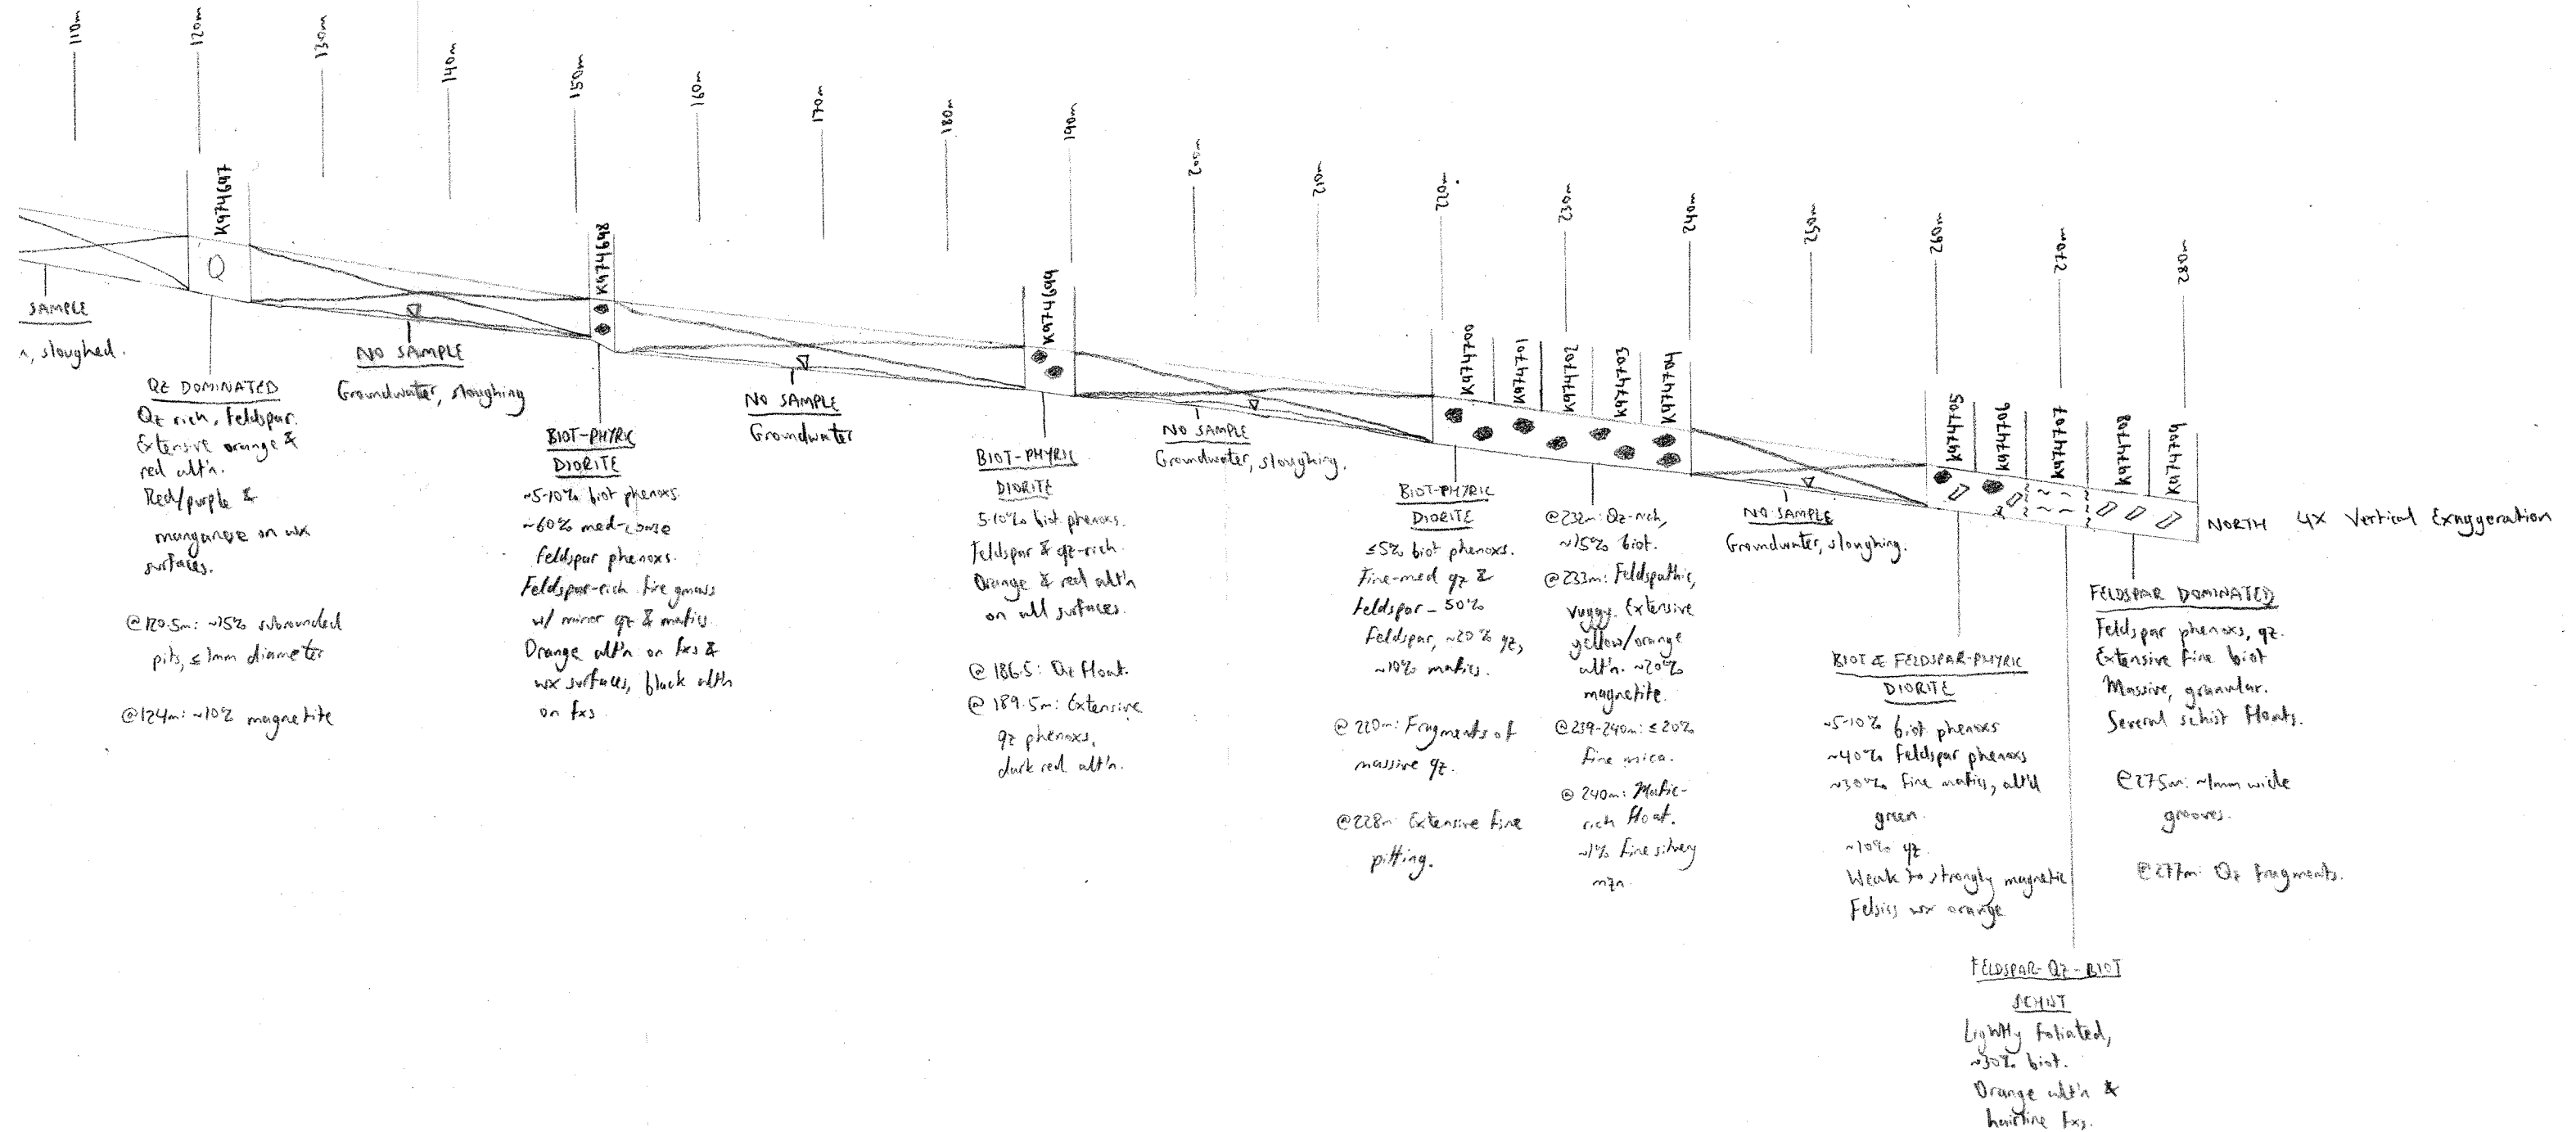 110m
120m
130m
140m
150m
160m
170m
180m
190m
200m
210m
220m
230m
240m
250m
260m
270m
280m
K974697
K974698
K974699
K974700
K974701
K974702
K974703
K974704
K974705
K974706
K974707
K974708
K974709
Q
NORTH 4x Vertical Exaggeration
SAMPLE
sloughed.
QZ DOMINATED
Qz rich, feldspar.
Extensive orange &
red alt'n.
Red/purple &
manganese on wx
surfaces.
@120.5m: ~15% subrounded
pits, ≤1mm diameter
@124m: ~10% magnetite
NO SAMPLE
Groundwater, sloughing
BIOT-PHYRIC
DIORITE
~5-10% biot phenoxs.
~60% med-coarse
feldspar phenoxs.
Feldspar-rich fine gmass
w/ minor qz & mafics.
Orange alt'n on fxs &
wx surfaces, black altn
on fxs
NO SAMPLE
Groundwater
BIOT-PHYRIC
DIORITE
5-10% biot phenoxs.
Feldspar & qz-rich.
Orange & red alt'n
on all surfaces.
@ 186.5: Qz float.
@ 189.5m: Extensive
qz phenoxs,
dark red alt'n.
NO SAMPLE
Groundwater, sloughing.
BIOT-PHYRIC
DIORITE
≤5% biot phenoxs.
Fine-med qz &
feldspar - 50%
feldspar, ~20% qz,
~10% mafics.
@ 220m: Fragments of
massive qz.
@228m: Extensive fine
pitting.
@232m: Qz-rich,
~15% biot.
@233m: Feldspathic,
vuggy. Extensive
yellow/orange
alt'n. ~20%
magnetite.
@239-240m: ≤20%
fine mica.
@ 240m: Mafic-
rich float.
~1% fine silvery
mzn.
NO SAMPLE
Groundwater, sloughing.
BIOT & FELDSPAR-PHYRIC
DIORITE
~5-10% biot phenoxs
~40% feldspar phenoxs
~30% fine mafics, alt'd
green.
~10% qz.
Weak to strongly magnetic
Felsics wx orange
FELDSPAR-QZ-BIOT
SCHIST
Lightly foliated,
~30% biot.
Orange alt'n &
hairline fxs.
FELDSPAR DOMINATED
Feldspar phenoxs, qz.
Extensive fine biot
Massive, granular.
Several schist floats.
@275m: ~1mm wide
grooves.
@277m: Qz fragments.